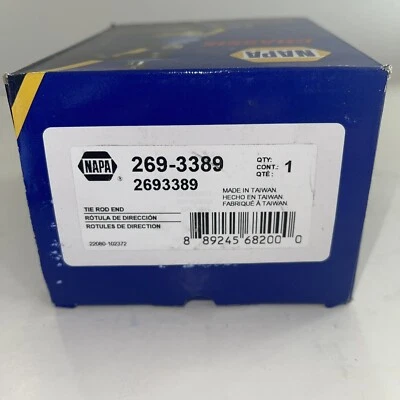 NAPA
NAPA
269-3389
2693389
QTY:
CONT.: 1
QTÉ:
MADE IN TAIWAN
HECHO EN TAIWAN
FABRIQUÉ À TAIWAN
TIE ROD END
RÓTULA DE DIRECCIÓN
ROTULES DE DIRECTION
22080-102372
8 89245 68200 0